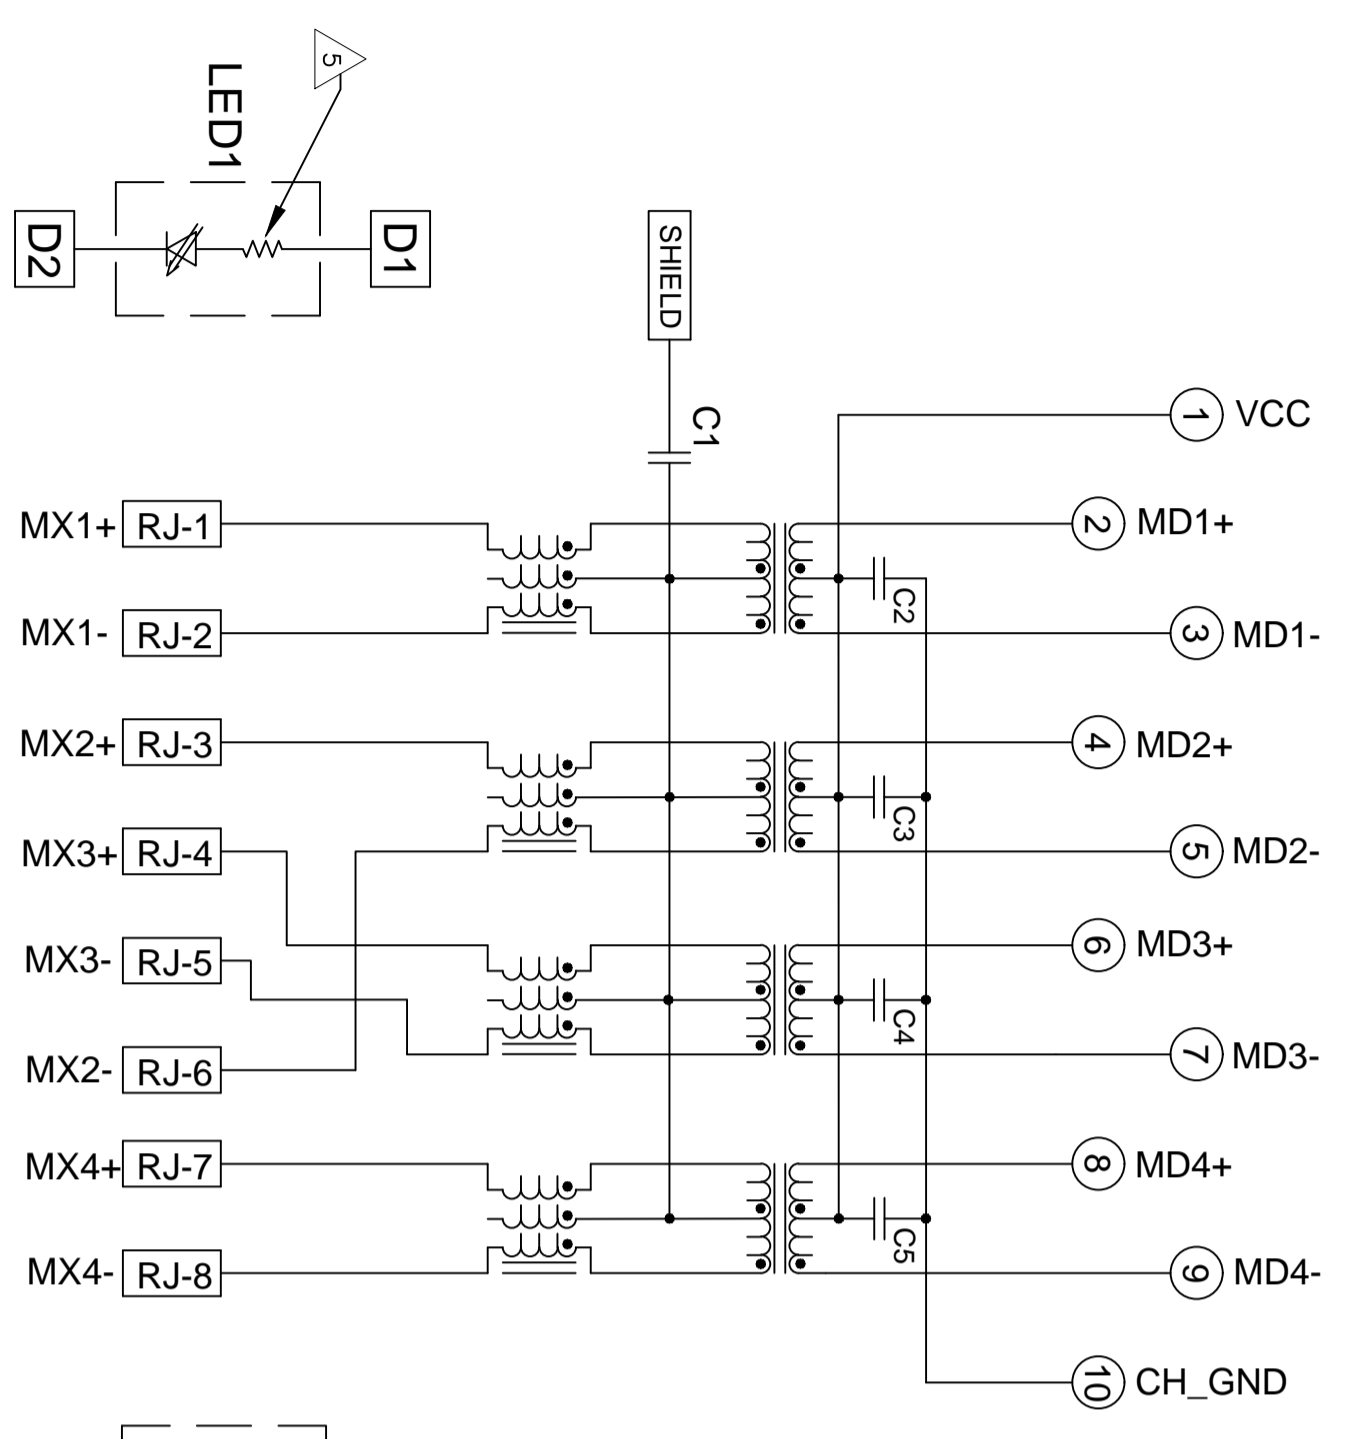 5
LED1
D2
D1
SHIELD
C1
1 VCC
MX1+ RJ-1
2 MD1+
C2
MX1- RJ-2
3 MD1-
MX2+ RJ-3
4 MD2+
C3
MX3+ RJ-4
5 MD2-
MX3- RJ-5
6 MD3+
C4
MX2- RJ-6
7 MD3-
MX4+ RJ-7
8 MD4+
C5
MX4- RJ-8
9 MD4-
10 CH_GND